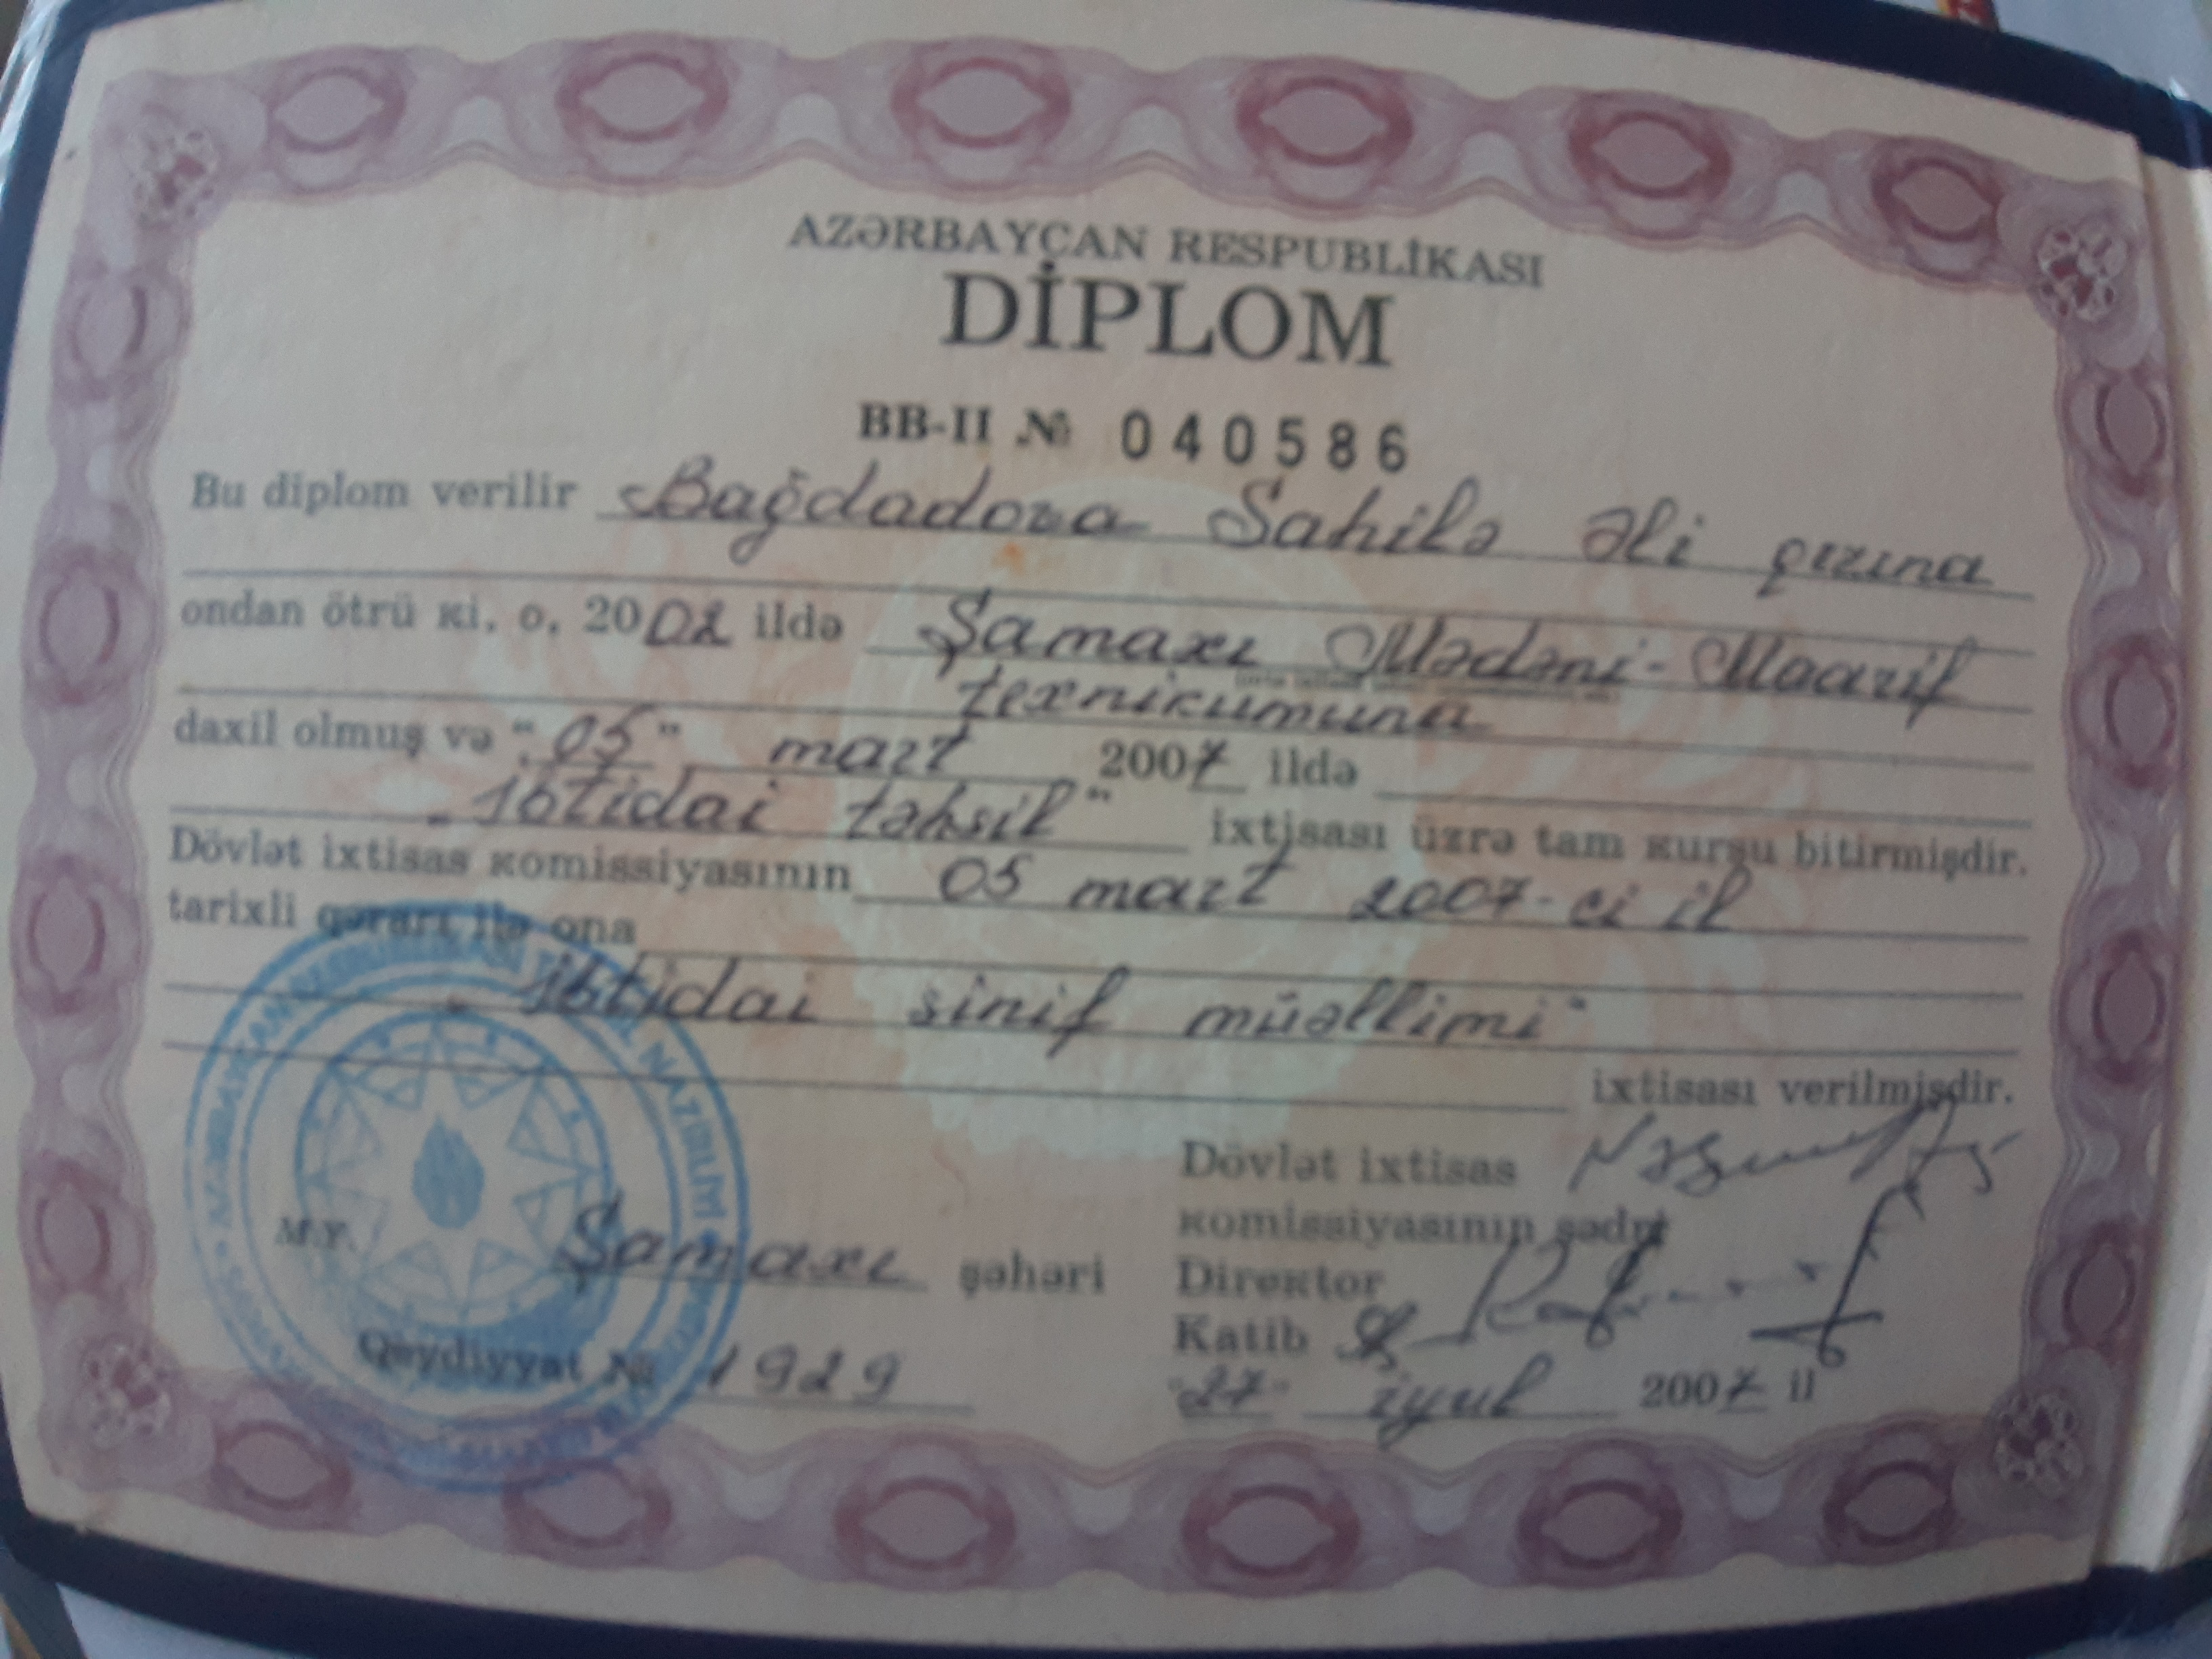 AZƏRBAYCAN RESPUBLİKASI
DİPLOM
BB-II № 040586
Bu diplom verilir Bağdadova Sahilə Əli qızına
ondan ötrü ki, o, 2002 ildə Şamaxı Mədəni-Maarif
texnikumuna
daxil olmuş və "05" mart 2007 ildə
"İbtidai təhsil" ixtisası üzrə tam kursu bitirmişdir.
Dövlət ixtisas komissiyasının 05 mart 2007-ci il
tarixli qərarı ilə ona
"İbtidai sinif müəllimi"
ixtisası verilmişdir.
Dövlət ixtisas
komissiyasının sədri
M.Y. Şamaxı şəhəri
Direktor
Katib
Qeydiyyat № 1929
"27" iyul 2007 il